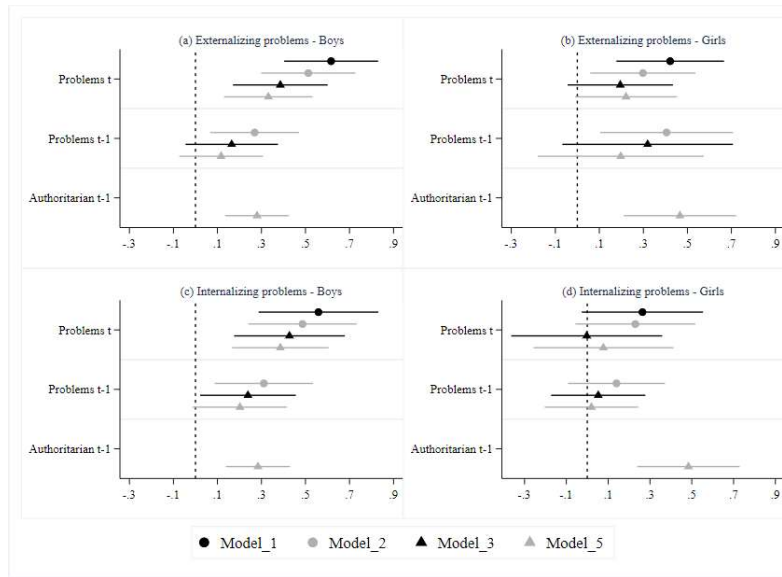 (a) Externalizing problems - Boys
Problems t
Problems t-1
Authoritarian t-1
-.3 -.1 .1 .3 .5 .7 .9
(b) Externalizing problems - Girls
Problems t
Problems t-1
Authoritarian t-1
-.3 -.1 .1 .3 .5 .7 .9
(c) Internalizing problems - Boys
Problems t
Problems t-1
Authoritarian t-1
-.3 -.1 .1 .3 .5 .7 .9
(d) Internalizing problems - Girls
Problems t
Problems t-1
Authoritarian t-1
-.3 -.1 .1 .3 .5 .7 .9
Model_1 Model_2 Model_3 Model_5